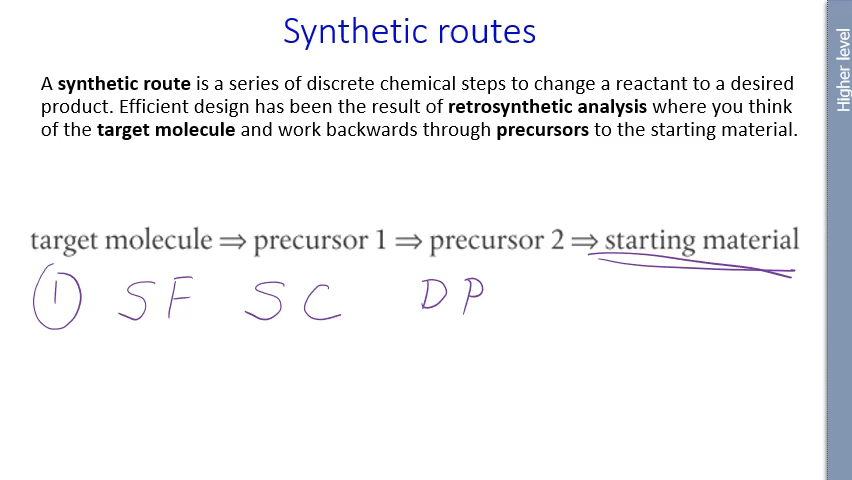 Synthetic routes
A synthetic route is a series of discrete chemical steps to change a reactant to a desired
product. Efficient design has been the result of retrosynthetic analysis where you think
of the target molecule and work backwards through precursors to the starting material.
target molecule ⇒ precursor 1 ⇒ precursor 2 ⇒ starting material
① SF SC DP
Higher level